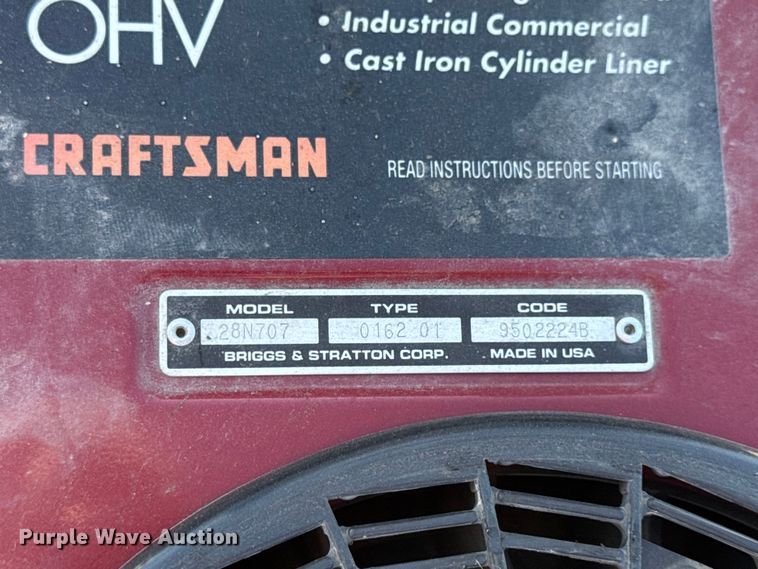 OHV
• Industrial Commercial
• Cast Iron Cylinder Liner
CRAFTSMAN
READ INSTRUCTIONS BEFORE STARTING
MODEL TYPE CODE
28N707 0162 01 9502224B
BRIGGS & STRATTON CORP. MADE IN USA
Purple Wave Auction®